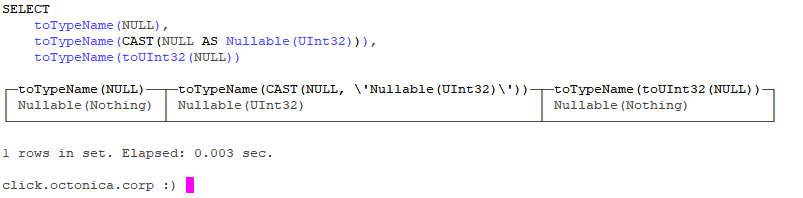 SELECT
    toTypeName(NULL),
    toTypeName(CAST(NULL AS Nullable(UInt32))),
    toTypeName(toUInt32(NULL))
┌─toTypeName(NULL)──┬─toTypeName(CAST(NULL, \'Nullable(UInt32)\'))─┬─toTypeName(toUInt32(NULL))─┐
│ Nullable(Nothing) │ Nullable(UInt32)                             │ Nullable(Nothing)          │
└───────────────────┴──────────────────────────────────────────────┴────────────────────────────┘
1 rows in set. Elapsed: 0.003 sec.
click.octonica.corp :)